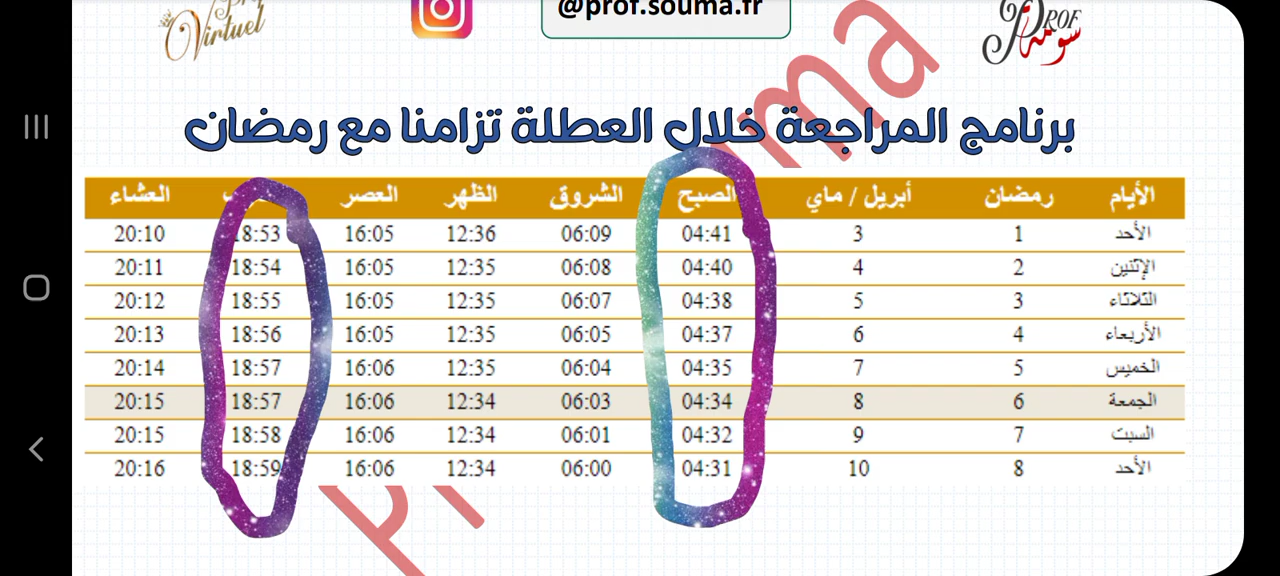 Virtuel
@prof.souma.fr
PROF سومة
برنامج المراجعة خلال العطلة تزامنا مع رمضان
الأيام رمضان أبريل / ماي الصبح الشروق الظهر العصر العشاء
الأحد 1 3 04:41 06:09 12:36 16:05 18:53 20:10
الإثنين 2 4 04:40 06:08 12:35 16:05 18:54 20:11
الثلاثاء 3 5 04:38 06:07 12:35 16:05 18:55 20:12
الأربعاء 4 6 04:37 06:05 12:35 16:05 18:56 20:13
الخميس 5 7 04:35 06:04 12:35 16:06 18:57 20:14
الجمعة 6 8 04:34 06:03 12:34 16:06 18:57 20:15
السبت 7 9 04:32 06:01 12:34 16:06 18:58 20:15
الأحد 8 10 04:31 06:00 12:34 16:06 18:59 20:16